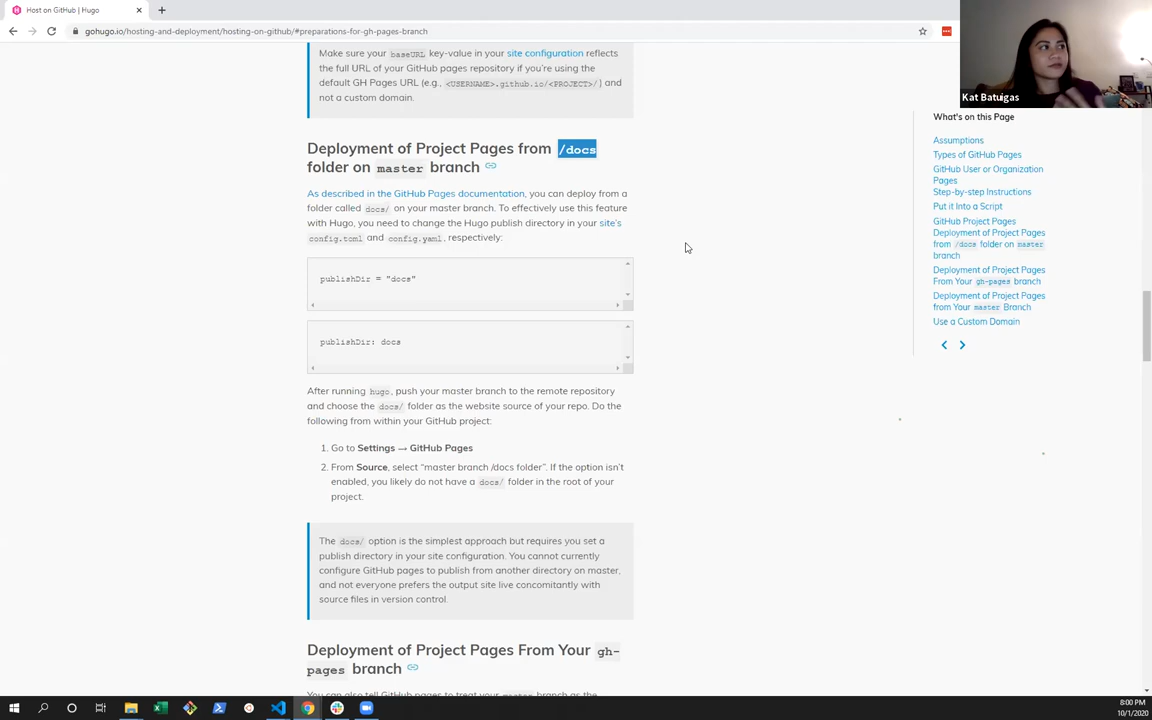 Host on GitHub | Hugo
gohugo.io/hosting-and-deployment/hosting-on-github/#preparations-for-gh-pages-branch
Kat Batuigas
Make sure your baseURL key-value in your site configuration reflects
the full URL of your GitHub pages repository if you're using the
default GH Pages URL (e.g., <USERNAME>.github.io/<PROJECT>/) and
not a custom domain.
Deployment of Project Pages from /docs
folder on master branch
As described in the GitHub Pages documentation, you can deploy from a
folder called docs/ on your master branch. To effectively use this feature
with Hugo, you need to change the Hugo publish directory in your site's
config.toml and config.yaml, respectively:
publishDir = "docs"
publishDir: docs
After running hugo, push your master branch to the remote repository
and choose the docs/ folder as the website source of your repo. Do the
following from within your GitHub project:
1. Go to Settings → GitHub Pages
2. From Source, select “master branch /docs folder”. If the option isn't
enabled, you likely do not have a docs/ folder in the root of your
project.
The docs/ option is the simplest approach but requires you set a
publish directory in your site configuration. You cannot currently
configure GitHub pages to publish from another directory on master,
and not everyone prefers the output site live concomitantly with
source files in version control.
Deployment of Project Pages From Your gh-
pages branch
You can also tell GitHub pages to treat your master branch as the
What's on this Page
Assumptions
Types of GitHub Pages
GitHub User or Organization
Pages
Step-by-step Instructions
Put it Into a Script
GitHub Project Pages
Deployment of Project Pages
from /docs folder on master
branch
Deployment of Project Pages
From Your gh-pages branch
Deployment of Project Pages
from Your master Branch
Use a Custom Domain
8:00 PM
10/1/2020